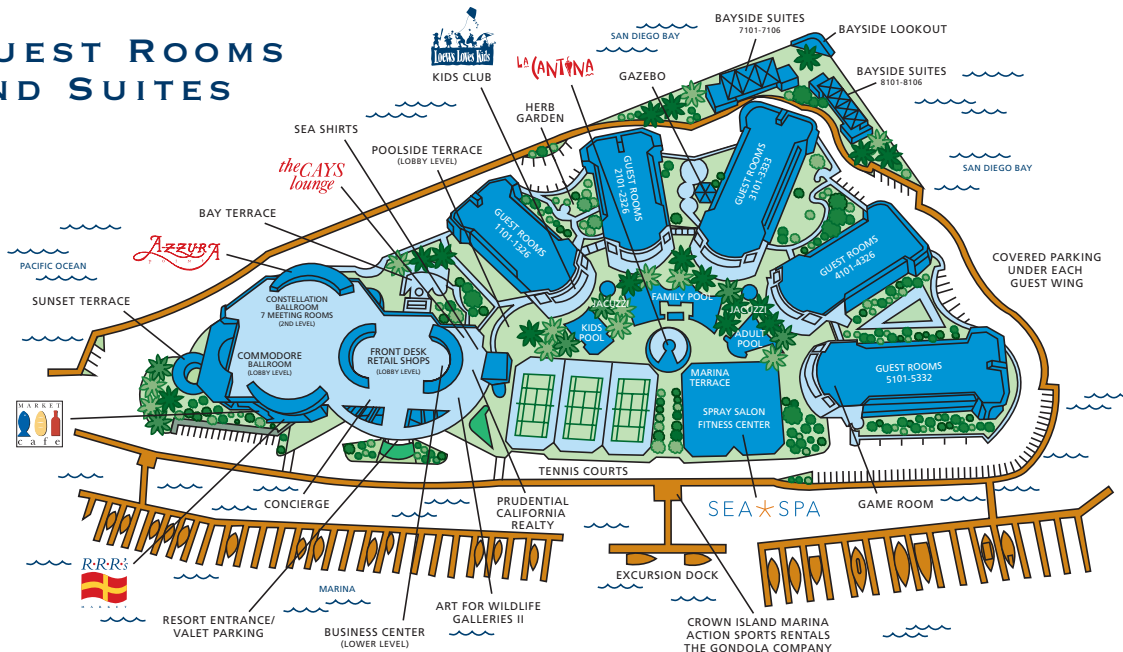 UEST ROOMS
ND SUITES
Loews Loves Kids
KIDS CLUB
LA CANTINA
SAN DIEGO BAY
BAYSIDE SUITES
7101-7106
BAYSIDE LOOKOUT
GAZEBO
BAYSIDE SUITES
8101-8106
HERB
GARDEN
SEA SHIRTS
POOLSIDE TERRACE
(LOBBY LEVEL)
the CAYS
lounge
SAN DIEGO BAY
GUEST ROOMS
2101-2326
GUEST ROOMS
3101-3333
BAY TERRACE
GUEST ROOMS
1101-1326
GUEST ROOMS
4101-4326
AZZURA
PACIFIC OCEAN
SUNSET TERRACE
COVERED PARKING
UNDER EACH
GUEST WING
CONSTELLATION
BALLROOM
7 MEETING ROOMS
(2ND LEVEL)
JACUZZI
FAMILY POOL
JACUZZI
KIDS
POOL
ADULT
POOL
COMMODORE
BALLROOM
(LOBBY LEVEL)
FRONT DESK
RETAIL SHOPS
(LOBBY LEVEL)
MARINA
TERRACE
GUEST ROOMS
5101-5332
MARKET
cafe
SPRAY SALON
FITNESS CENTER
TENNIS COURTS
CONCIERGE
PRUDENTIAL
CALIFORNIA
REALTY
SEA SPA
GAME ROOM
R·R·R's
MARKET
EXCURSION DOCK
MARINA
RESORT ENTRANCE/
VALET PARKING
BUSINESS CENTER
(LOWER LEVEL)
ART FOR WILDLIFE
GALLERIES II
CROWN ISLAND MARINA
ACTION SPORTS RENTALS
THE GONDOLA COMPANY